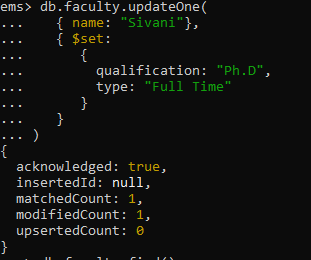 ems> db.faculty.updateOne(
... { name: "Sivani"},
... { $set:
... {
... qualification: "Ph.D",
... type: "Full Time"
... }
... }
... )
{
acknowledged: true,
insertedId: null,
matchedCount: 1,
modifiedCount: 1,
upsertedCount: 0
}